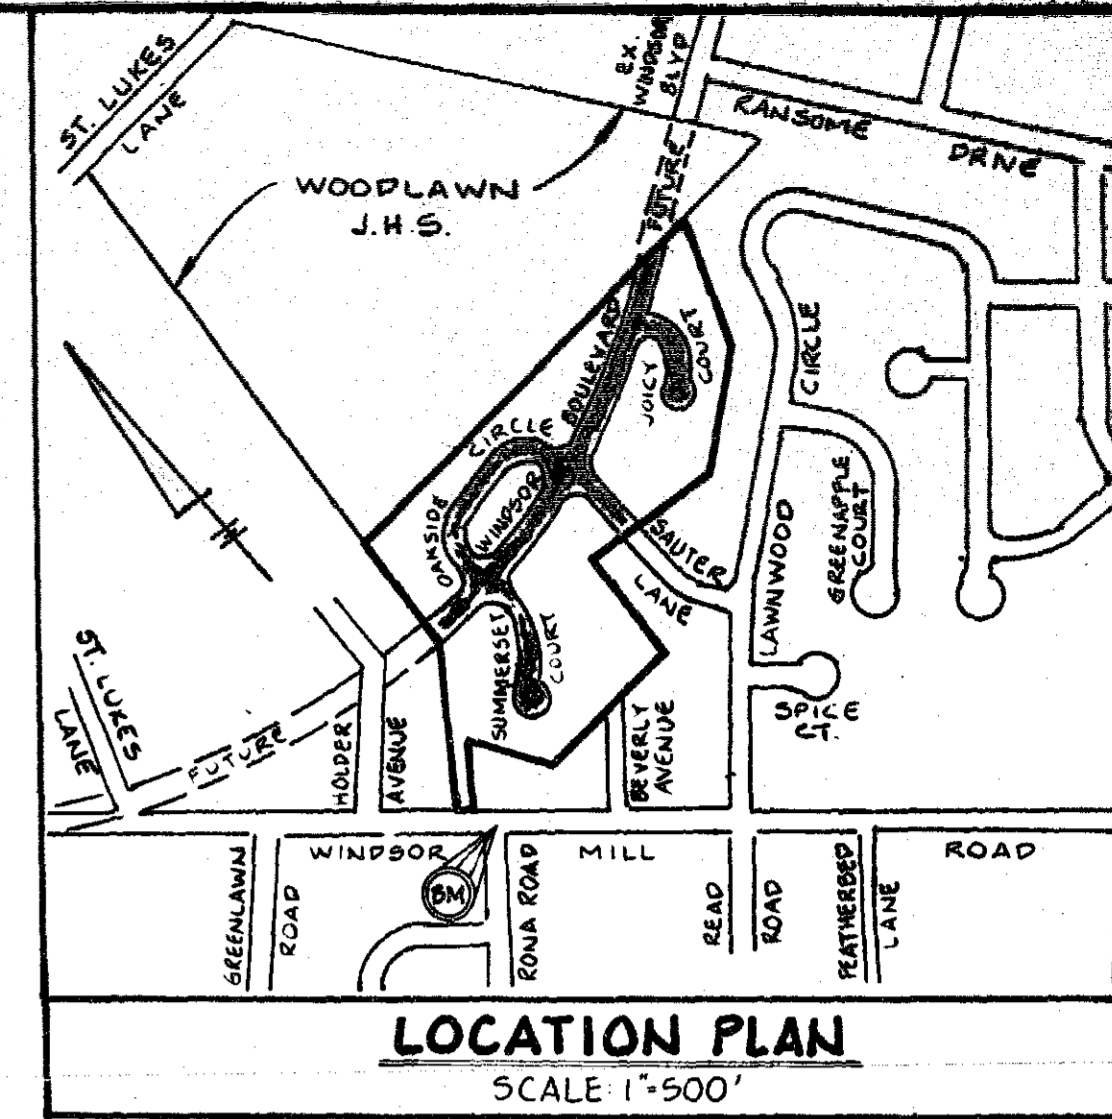 ST. LUKES
LANE
EX.
WINDSOR
BLVD
RANSOME
DRIVE
WOODLAWN
J.H.S.
FUTURE
BOULEVARD
JOICY
COURT
CIRCLE
CIRCLE
OAKSIDE
WINDSOR
SAUTER
LANE
GREENAPPLE
COURT
LAWNWOOD
SUMMERSET
COURT
ST. LUKES
LANE
FUTURE
HOLDER
AVENUE
BEVERLY
AVENUE
SPICE
CT.
WINDSOR MILL ROAD
BM
GREENLAWN
ROAD
RONA ROAD
READ
ROAD
FEATHERBED
LANE
LOCATION PLAN
SCALE: 1"=500'